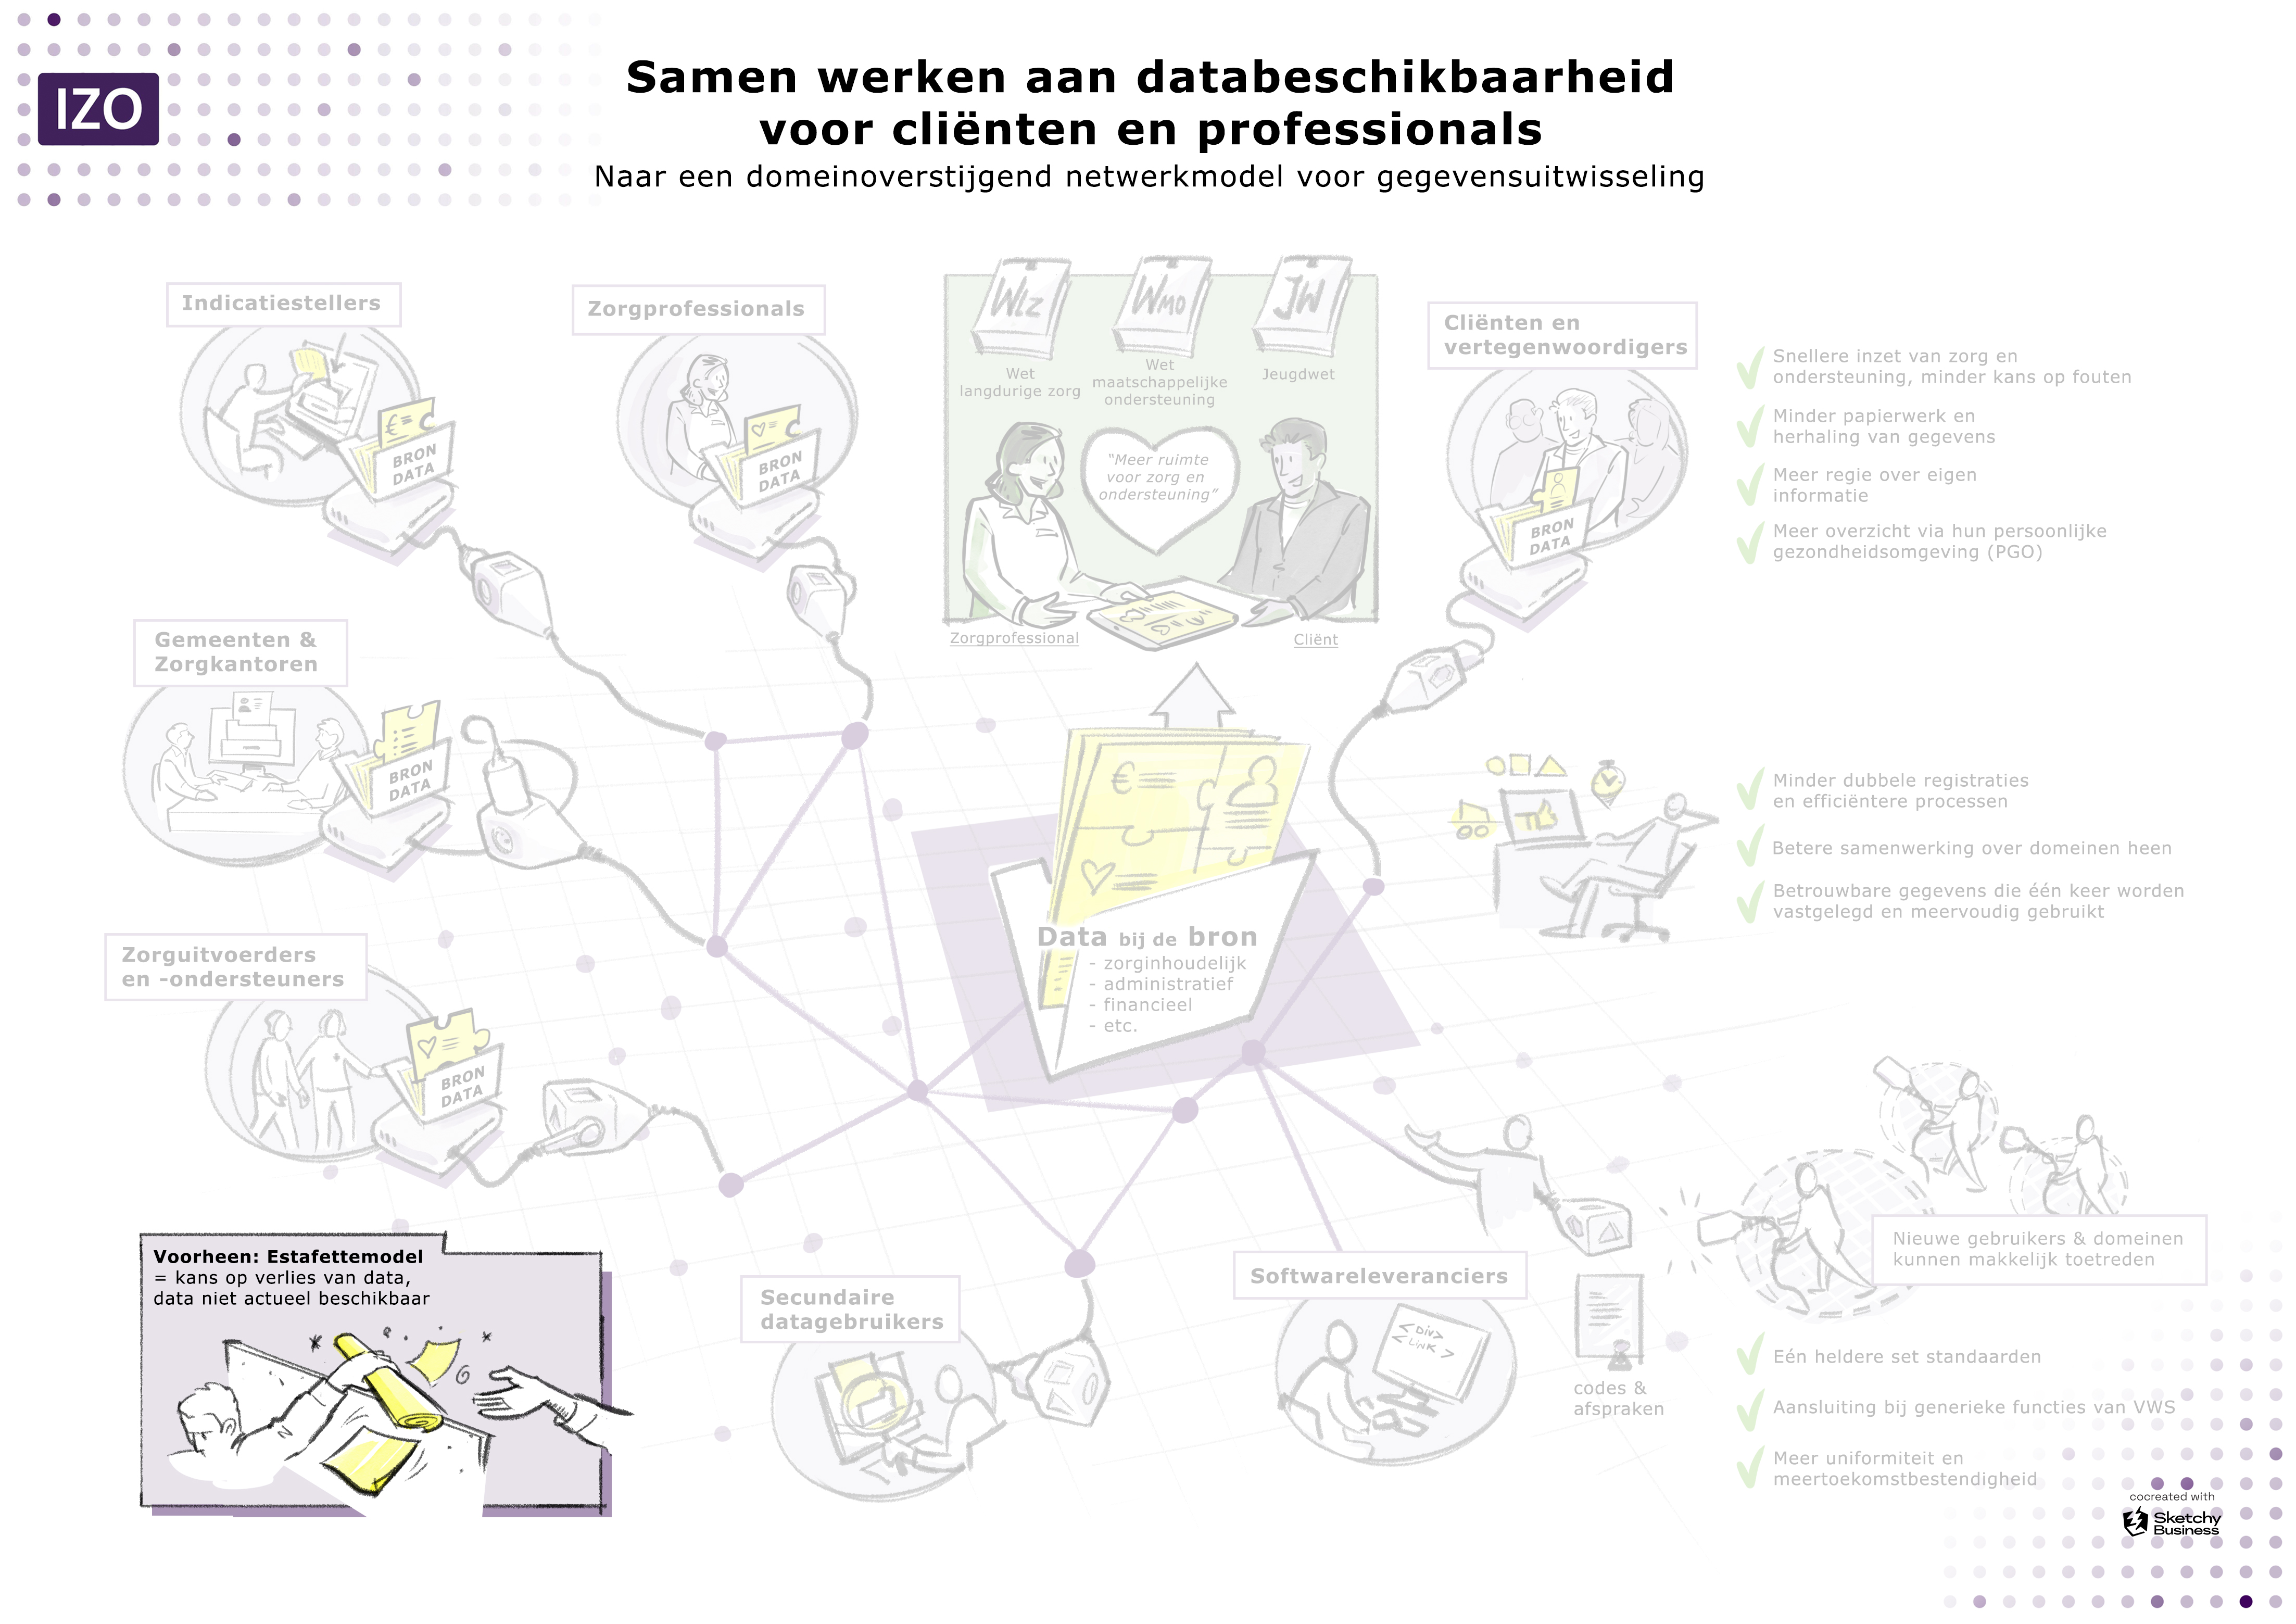 IZO
Samen werken aan databeschikbaarheid
voor cliënten en professionals
Naar een domeinoverstijgend netwerkmodel voor gegevensuitwisseling
Indicatiestellers
BRON
DATA
Zorgprofessionals
BRON
DATA
WLZ
WMO
JW
Wet
langdurige zorg
Wet
maatschappelijke
ondersteuning
Jeugdwet
“Meer ruimte
voor zorg en
ondersteuning”
Zorgprofessional
Cliënt
Cliënten en
vertegenwoordigers
BRON
DATA
Snellere inzet van zorg en
ondersteuning, minder kans op fouten
Minder papierwerk en
herhaling van gegevens
Meer regie over eigen
informatie
Meer overzicht via hun persoonlijke
gezondheidsomgeving (PGO)
Gemeenten &
Zorgkantoren
BRON
DATA
Data bij de bron
- zorginhoudelijk
- administratief
- financieel
- etc.
Minder dubbele registraties
en efficiëntere processen
Betere samenwerking over domeinen heen
Betrouwbare gegevens die één keer worden
vastgelegd en meervoudig gebruikt
Zorguitvoerders
en -ondersteuners
BRON
DATA
Voorheen: Estafettemodel
= kans op verlies van data,
data niet actueel beschikbaar
Secundaire
datagebruikers
Softwareleveranciers
<DIV>
<LINK>
codes &
afspraken
Nieuwe gebruikers & domeinen
kunnen makkelijk toetreden
Eén heldere set standaarden
Aansluiting bij generieke functies van VWS
Meer uniformiteit en
meertoekomstbestendigheid
cocreated with
Sketchy
Business